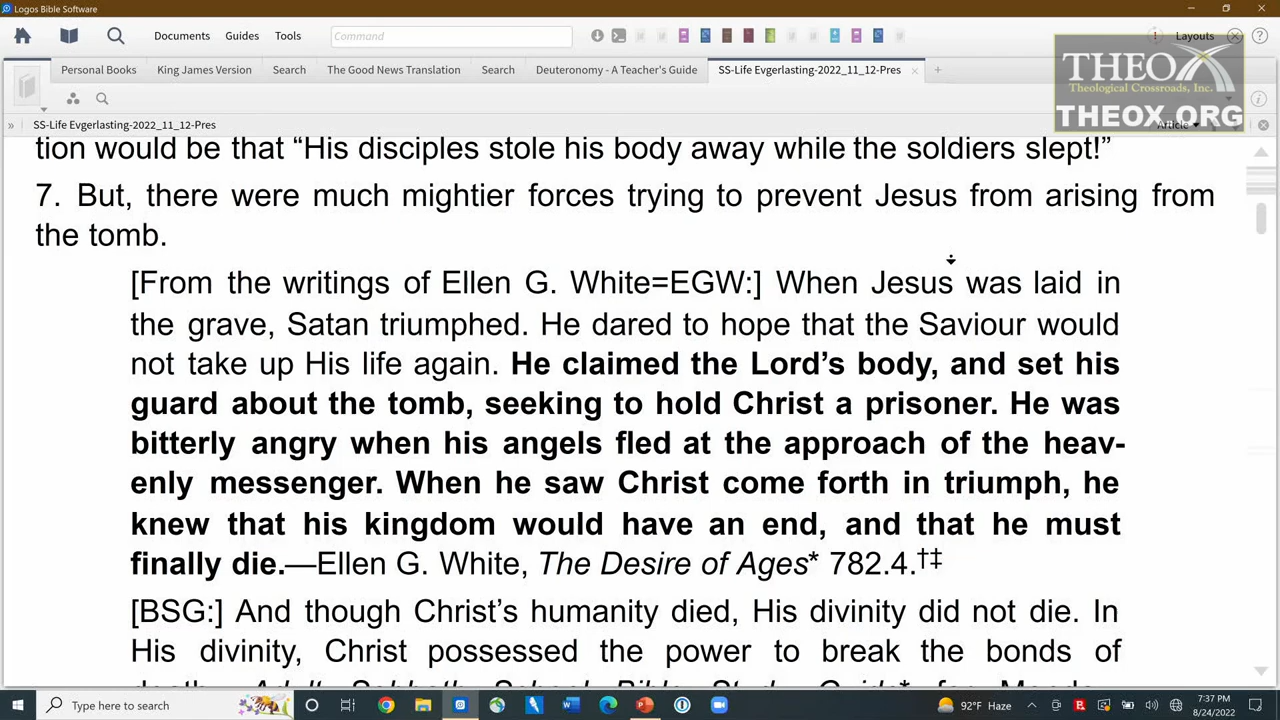 Logos Bible Software
Documents Guides Tools Command Layouts
THEOX
Theological Crossroads, Inc.
THEOX.ORG
Personal Books King James Version Search The Good News Search Deuteronomy - A Teacher's Guide SS-Life Evgerlasting-2022_11_12-Pres
SS-Life Evgerlasting-2022_11_12-Pres Article
tion would be that “His disciples stole his body away while the soldiers slept!”
7. But, there were much mightier forces trying to prevent Jesus from arising from
the tomb.
[From the writings of Ellen G. White=EGW:] When Jesus was laid in
the grave, Satan triumphed. He dared to hope that the Saviour would
not take up His life again. He claimed the Lord’s body, and set his
guard about the tomb, seeking to hold Christ a prisoner. He was
bitterly angry when his angels fled at the approach of the heav-
enly messenger. When he saw Christ come forth in triumph, he
knew that his kingdom would have an end, and that he must
finally die.—Ellen G. White, The Desire of Ages* 782.4.†‡
[BSG:] And though Christ’s humanity died, His divinity did not die. In
His divinity, Christ possessed the power to break the bonds of
Type here to search 92°F Haze 7:37 PM
8/24/2022